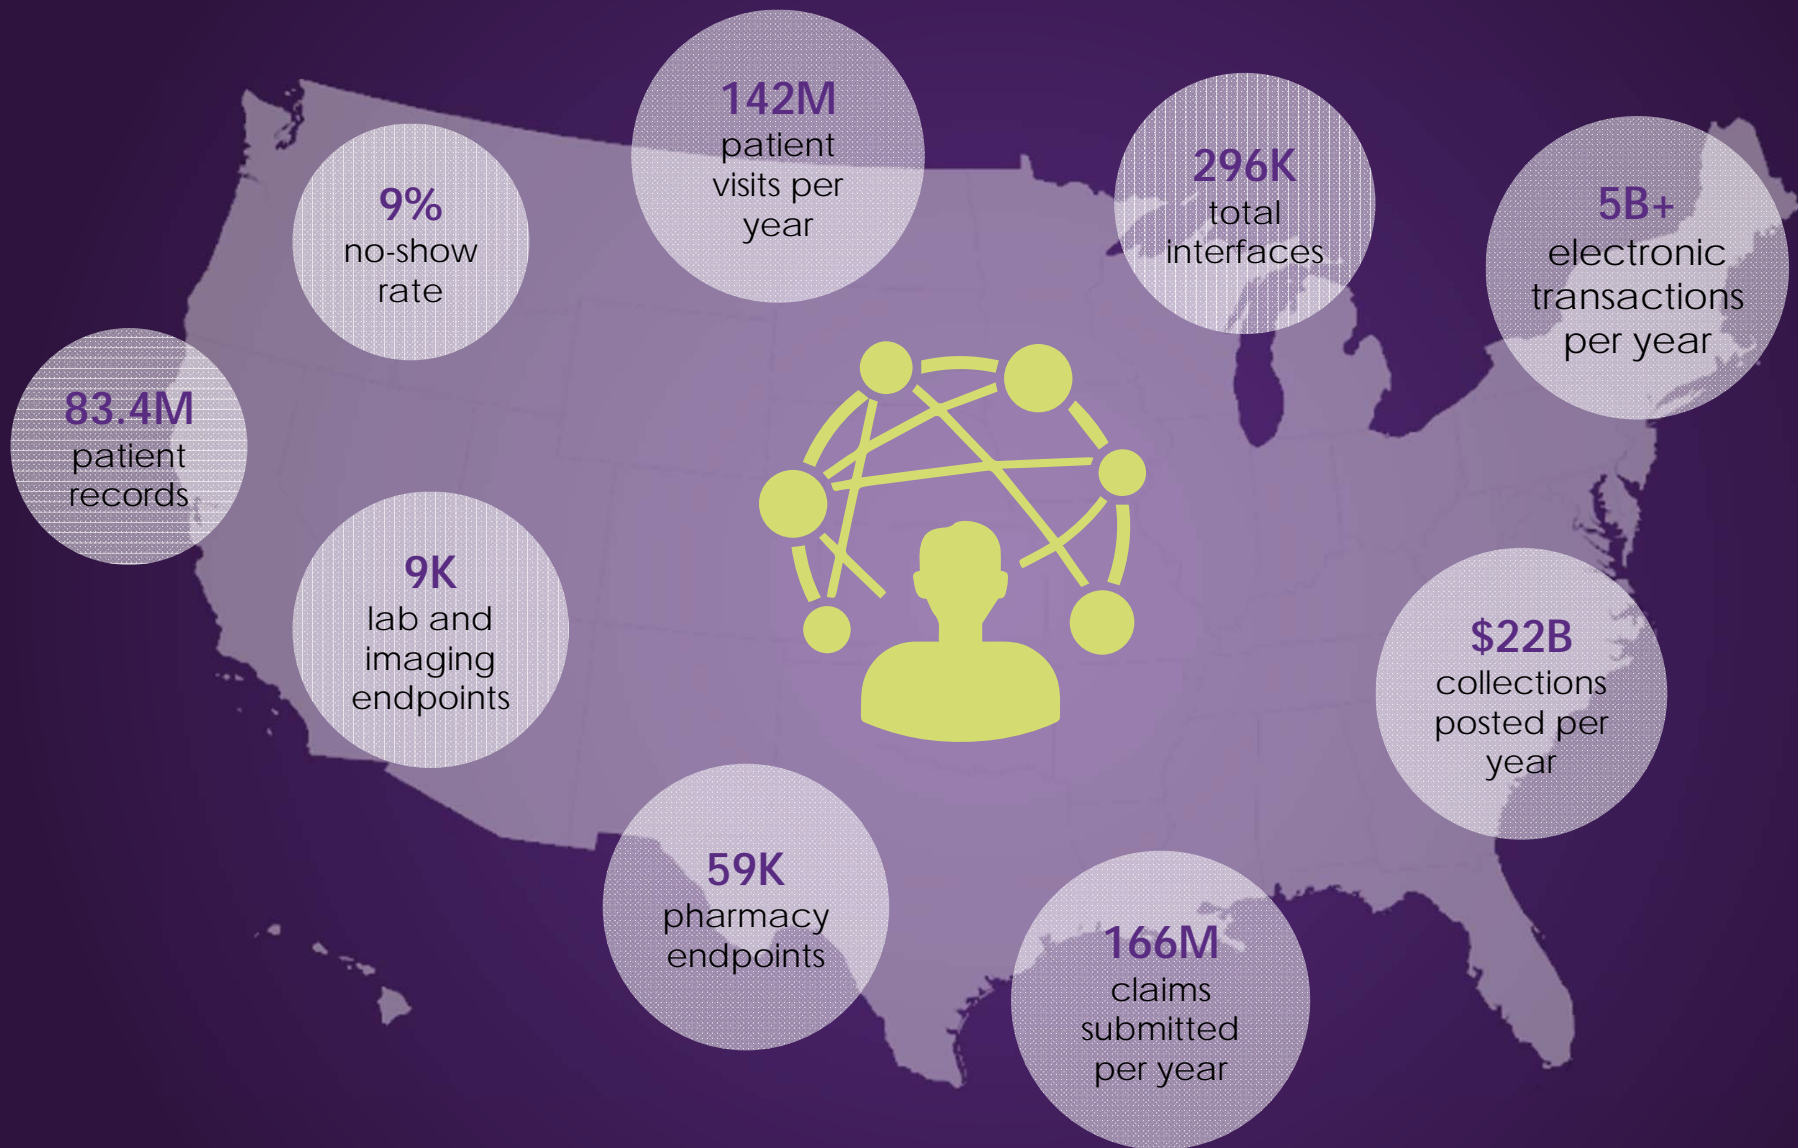 142M
patient
visits per
year
296K
total
interfaces
5B+
electronic
transactions
per year
9%
no-show
rate
83.4M
patient
records
9K
lab and
imaging
endpoints
$22B
collections
posted per
year
59K
pharmacy
endpoints
166M
claims
submitted
per year